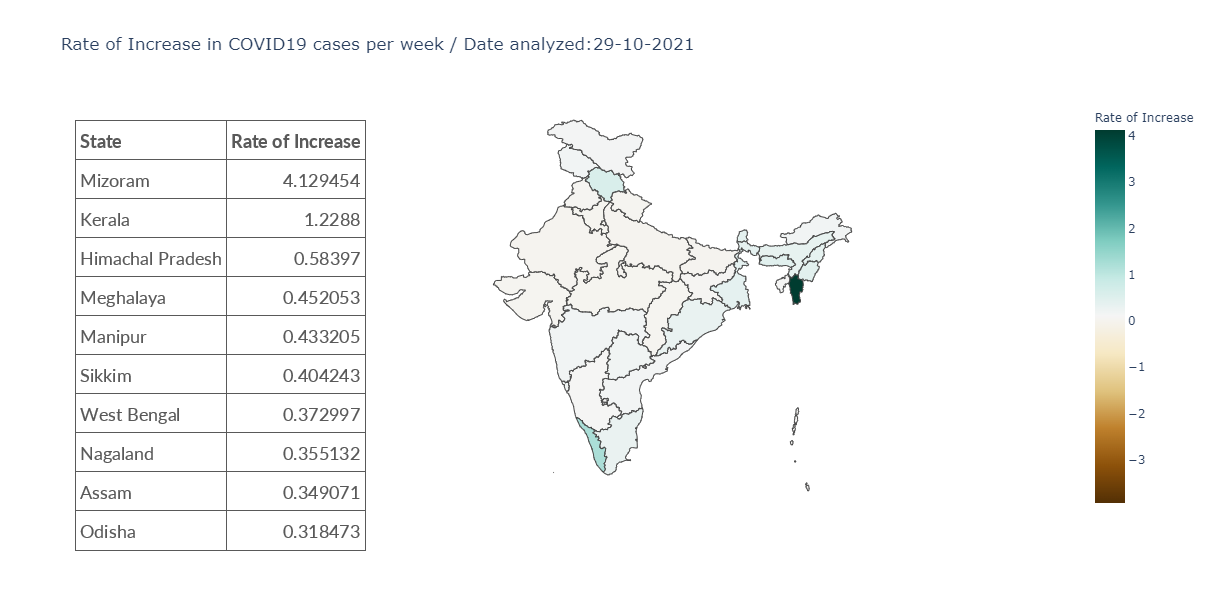 Rate of Increase in COVID19 cases per week / Date analyzed:29-10-2021
State Rate of Increase
Mizoram 4.129454
Kerala 1.2288
Himachal Pradesh 0.58397
Meghalaya 0.452053
Manipur 0.433205
Sikkim 0.404243
West Bengal 0.372997
Nagaland 0.355132
Assam 0.349071
Odisha 0.318473
Rate of Increase
4
3
2
1
0
−1
−2
−3